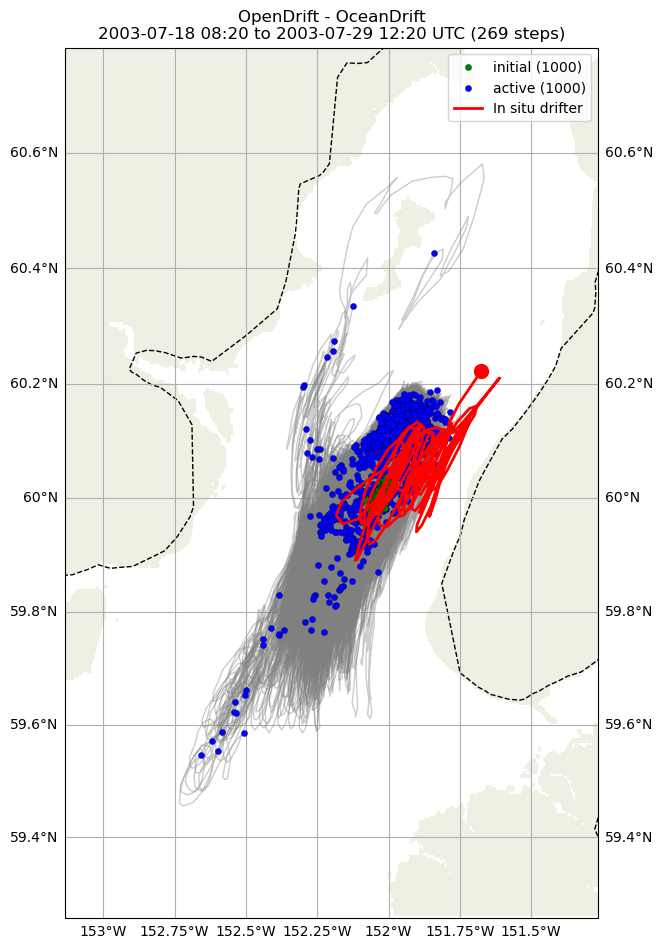 OpenDrift - OceanDrift
2003-07-18 08:20 to 2003-07-29 12:20 UTC (269 steps)
initial (1000)
active (1000)
In situ drifter
60.6°N 60.6°N
60.4°N 60.4°N
60.2°N 60.2°N
60°N 60°N
59.8°N 59.8°N
59.6°N 59.6°N
59.4°N 59.4°N
153°W 152.75°W 152.5°W 152.25°W 152°W 151.75°W 151.5°W